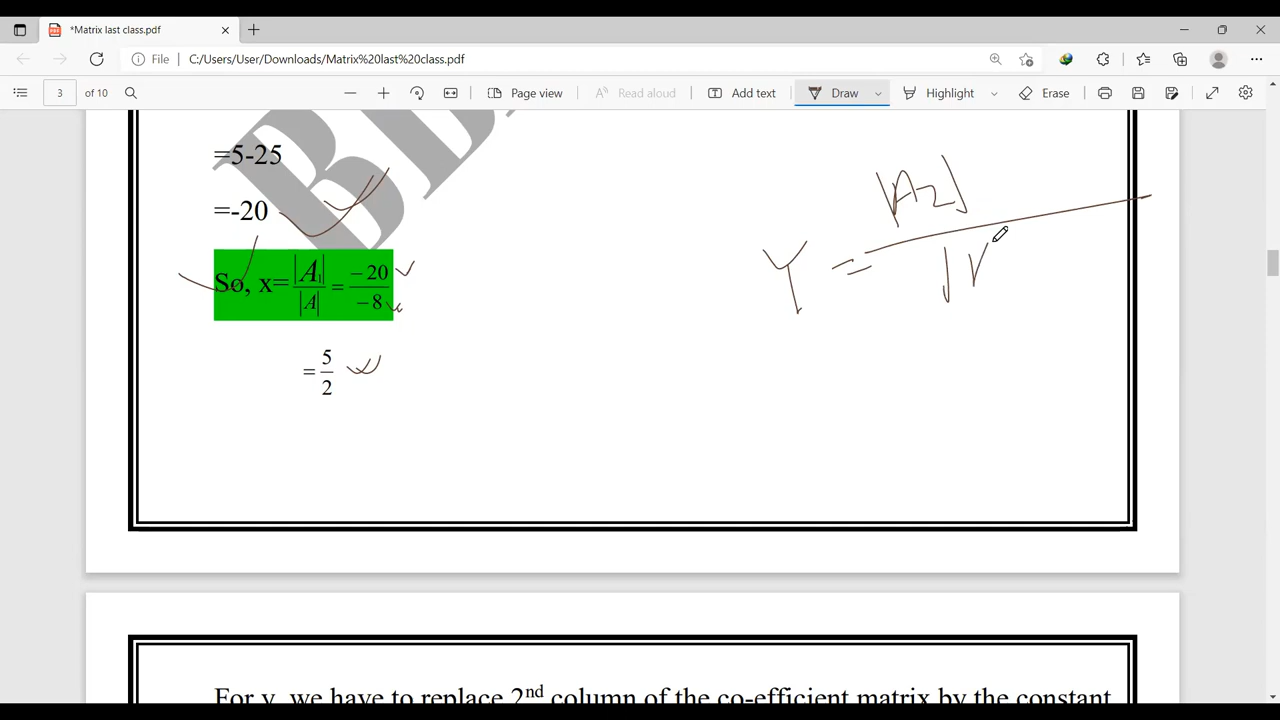 *Matrix last class.pdf
File C:/Users/User/Downloads/Matrix%20last%20class.pdf
3 of 10 Page view Read aloud Add text Draw Highlight Erase
=5-25
=-20
So, x= |A₁| / |A| = -20 / -8
= 5 / 2
Y = |A2|
For y, we have to replace 2nd column of the co-efficient matrix by the constant